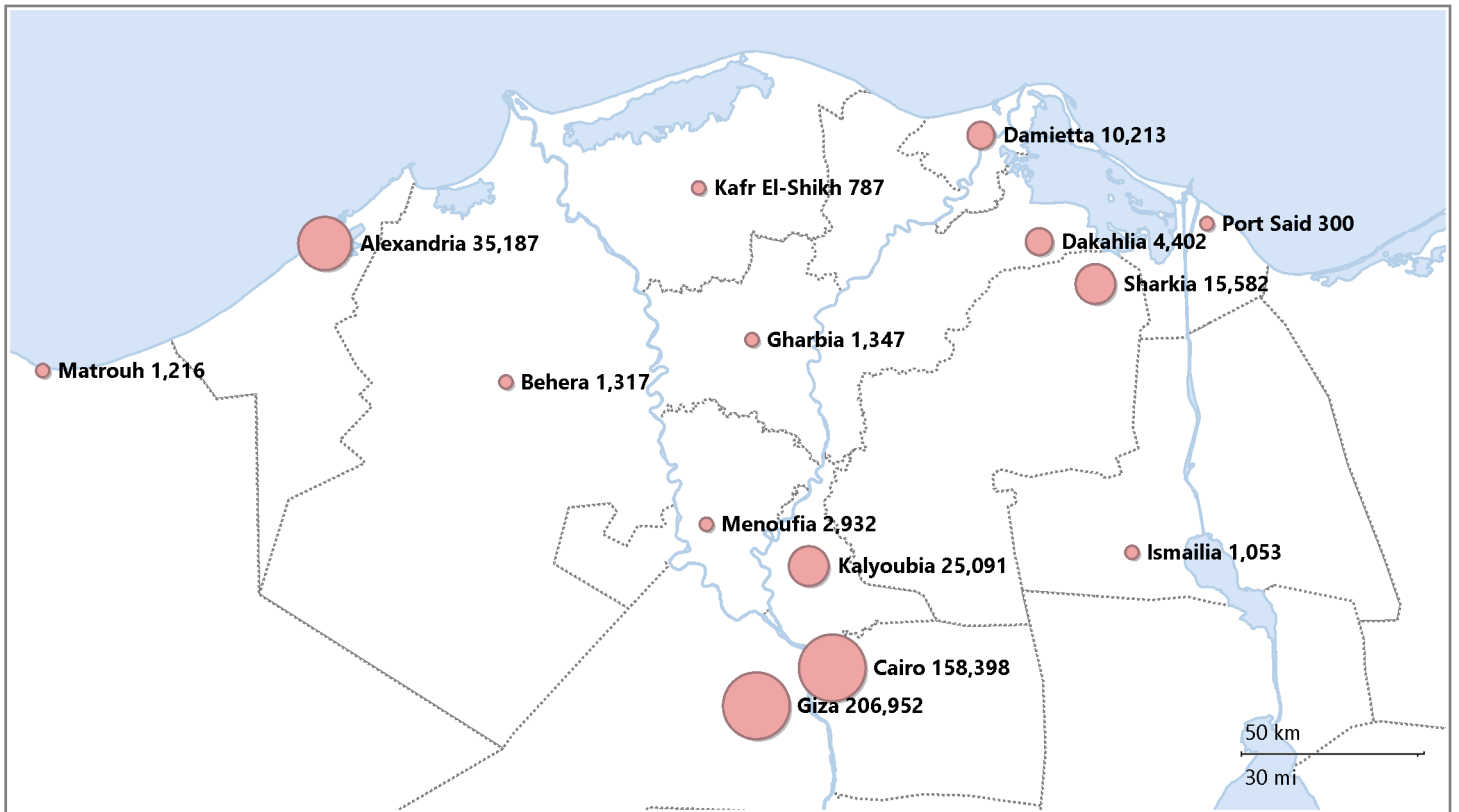 Damietta 10,213
Kafr El-Shikh 787
Port Said 300
Alexandria 35,187
Dakahlia 4,402
Sharkia 15,582
Gharbia 1,347
Matrouh 1,216
Behera 1,317
Menoufia 2,932
Ismailia 1,053
Kalyoubia 25,091
Cairo 158,398
Giza 206,952
50 km
30 mi